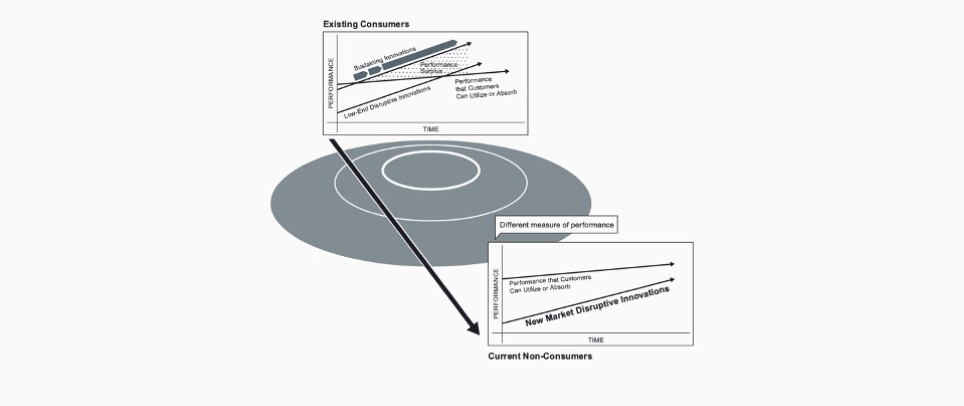 Existing Consumers
PERFORMANCE
Sustaining Innovations
Performance
Surplus
Performance
that Customers
Can Utilize or Absorb
Low-End Disruptive Innovations
TIME
Different measure of performance
PERFORMANCE
Performance that Customers
Can Utilize or Absorb
New Market Disruptive Innovations
TIME
Current Non-Consumers